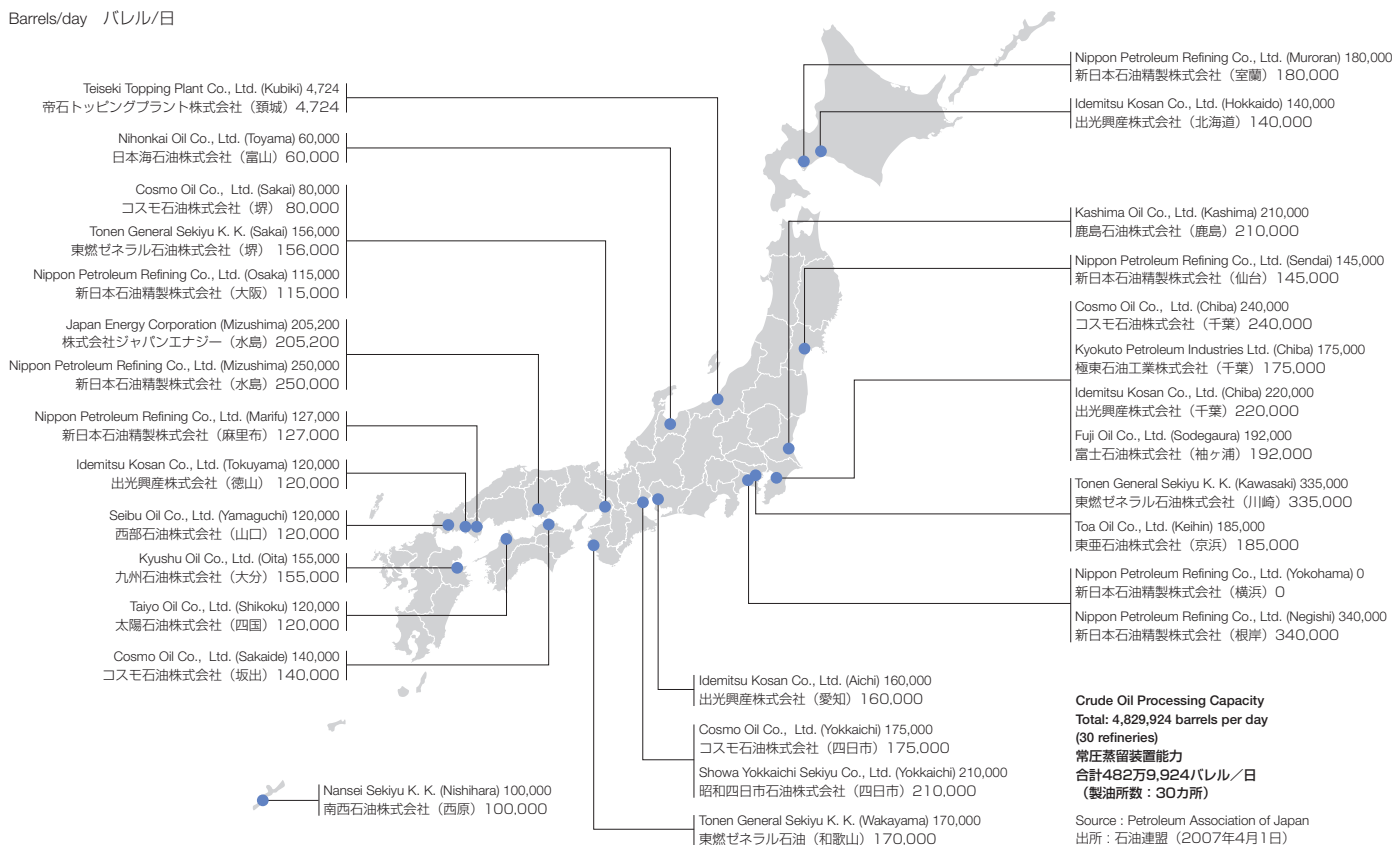 Barrels/day バレル/日
Teiseki Topping Plant Co., Ltd. (Kubiki) 4,724
帝石トッピングプラント株式会社（頚城）4,724
Nihonkai Oil Co., Ltd. (Toyama) 60,000
日本海石油株式会社（富山）60,000
Cosmo Oil Co., Ltd. (Sakai) 80,000
コスモ石油株式会社（堺）80,000
Tonen General Sekiyu K. K. (Sakai) 156,000
東燃ゼネラル石油株式会社（堺）156,000
Nippon Petroleum Refining Co., Ltd. (Osaka) 115,000
新日本石油精製株式会社（大阪）115,000
Japan Energy Corporation (Mizushima) 205,200
株式会社ジャパンエナジー（水島）205,200
Nippon Petroleum Refining Co., Ltd. (Mizushima) 250,000
新日本石油精製株式会社（水島）250,000
Nippon Petroleum Refining Co., Ltd. (Marifu) 127,000
新日本石油精製株式会社（麻里布）127,000
Idemitsu Kosan Co., Ltd. (Tokuyama) 120,000
出光興産株式会社（徳山）120,000
Seibu Oil Co., Ltd. (Yamaguchi) 120,000
西部石油株式会社（山口）120,000
Kyushu Oil Co., Ltd. (Oita) 155,000
九州石油株式会社（大分）155,000
Taiyo Oil Co., Ltd. (Shikoku) 120,000
太陽石油株式会社（四国）120,000
Cosmo Oil Co., Ltd. (Sakaide) 140,000
コスモ石油株式会社（坂出）140,000
Nansei Sekiyu K. K. (Nishihara) 100,000
南西石油株式会社（西原）100,000
Nippon Petroleum Refining Co., Ltd. (Muroran) 180,000
新日本石油精製株式会社（室蘭）180,000
Idemitsu Kosan Co., Ltd. (Hokkaido) 140,000
出光興産株式会社（北海道）140,000
Kashima Oil Co., Ltd. (Kashima) 210,000
鹿島石油株式会社（鹿島）210,000
Nippon Petroleum Refining Co., Ltd. (Sendai) 145,000
新日本石油精製株式会社（仙台）145,000
Cosmo Oil Co., Ltd. (Chiba) 240,000
コスモ石油株式会社（千葉）240,000
Kyokuto Petroleum Industries Ltd. (Chiba) 175,000
極東石油工業株式会社（千葉）175,000
Idemitsu Kosan Co., Ltd. (Chiba) 220,000
出光興産株式会社（千葉）220,000
Fuji Oil Co., Ltd. (Sodegaura) 192,000
富士石油株式会社（袖ヶ浦）192,000
Tonen General Sekiyu K. K. (Kawasaki) 335,000
東燃ゼネラル石油株式会社（川崎）335,000
Toa Oil Co., Ltd. (Keihin) 185,000
東亜石油株式会社（京浜）185,000
Nippon Petroleum Refining Co., Ltd. (Yokohama) 0
新日本石油精製株式会社（横浜）0
Nippon Petroleum Refining Co., Ltd. (Negishi) 340,000
新日本石油精製株式会社（根岸）340,000
Idemitsu Kosan Co., Ltd. (Aichi) 160,000
出光興産株式会社（愛知）160,000
Cosmo Oil Co., Ltd. (Yokkaichi) 175,000
コスモ石油株式会社（四日市）175,000
Showa Yokkaichi Sekiyu Co., Ltd. (Yokkaichi) 210,000
昭和四日市石油株式会社（四日市）210,000
Tonen General Sekiyu K. K. (Wakayama) 170,000
東燃ゼネラル石油（和歌山）170,000
Crude Oil Processing Capacity
Total: 4,829,924 barrels per day
(30 refineries)
常圧蒸留装置能力
合計482万9,924バレル／日
（製油所数：30カ所）
Source : Petroleum Association of Japan
出所：石油連盟（2007年4月1日）